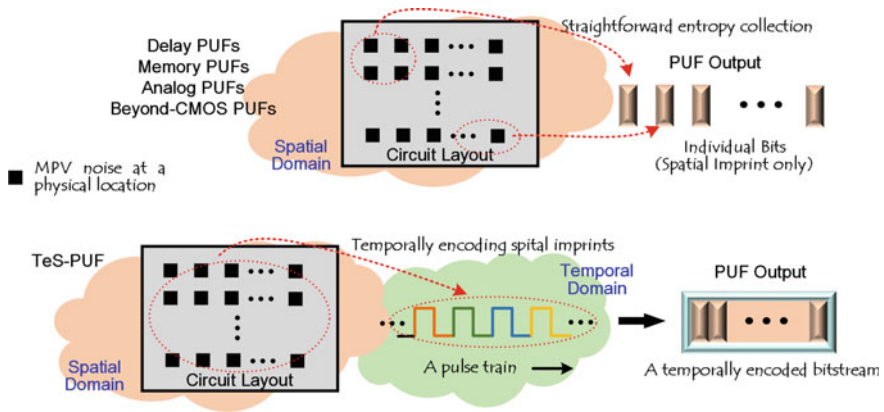 Straightforward entropy collection
Delay PUFs
Memory PUFs
Analog PUFs
Beyond-CMOS PUFs
PUF Output
Spatial
Domain
Circuit Layout
Individual Bits
(Spatial Imprint only)
MPV noise at a
physical location
TeS-PUF
Temporally encoding spital imprints
Temporal
Domain
PUF Output
Spatial
Domain
Circuit Layout
A pulse train
A temporally encoded bitstream